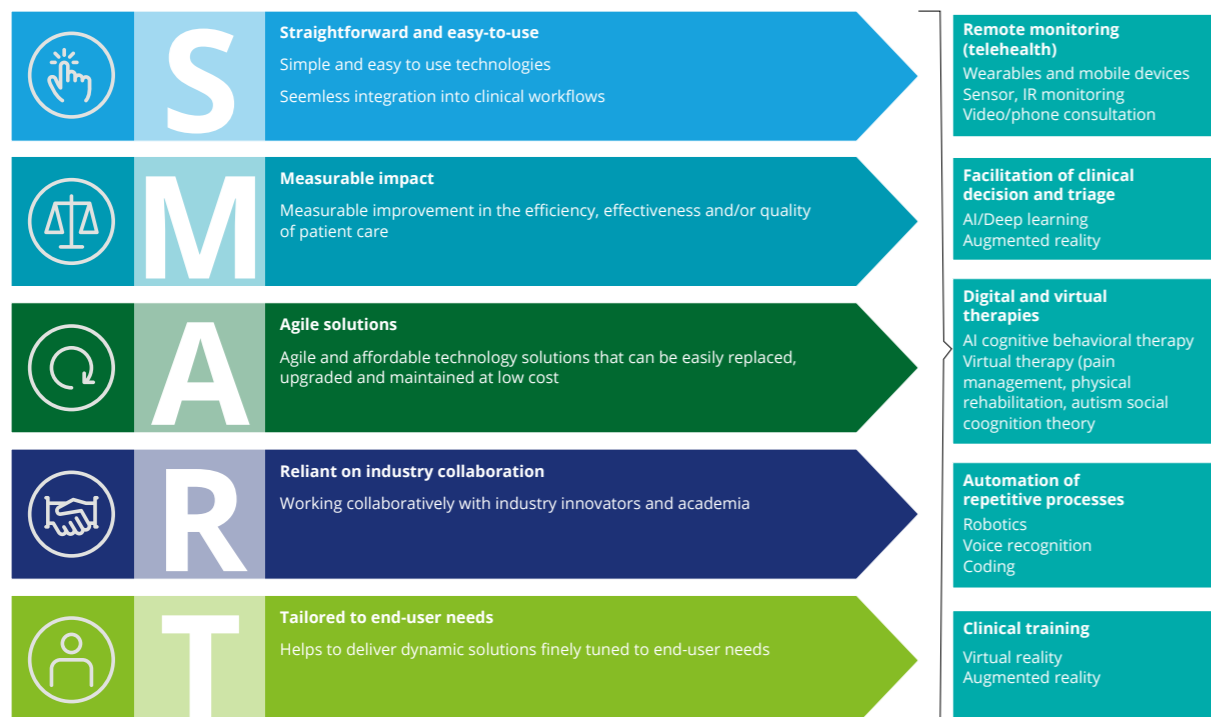 S
Straightforward and easy-to-use
Simple and easy to use technologies
Seemless integration into clinical workflows
M
Measurable impact
Measurable improvement in the efficiency, effectiveness and/or quality
of patient care
A
Agile solutions
Agile and affordable technology solutions that can be easily replaced,
upgraded and maintained at low cost
R
Reliant on industry collaboration
Working collaboratively with industry innovators and academia
T
Tailored to end-user needs
Helps to deliver dynamic solutions finely tuned to end-user needs
Remote monitoring
(telehealth)
Wearables and mobile devices
Sensor, IR monitoring
Video/phone consultation
Facilitation of clinical
decision and triage
AI/Deep learning
Augmented reality
Digital and virtual
therapies
AI cognitive behavioral therapy
Virtual therapy (pain
management, physical
rehabilitation, autism social
coognition theory
Automation of
repetitive processes
Robotics
Voice recognition
Coding
Clinical training
Virtual reality
Augmented reality